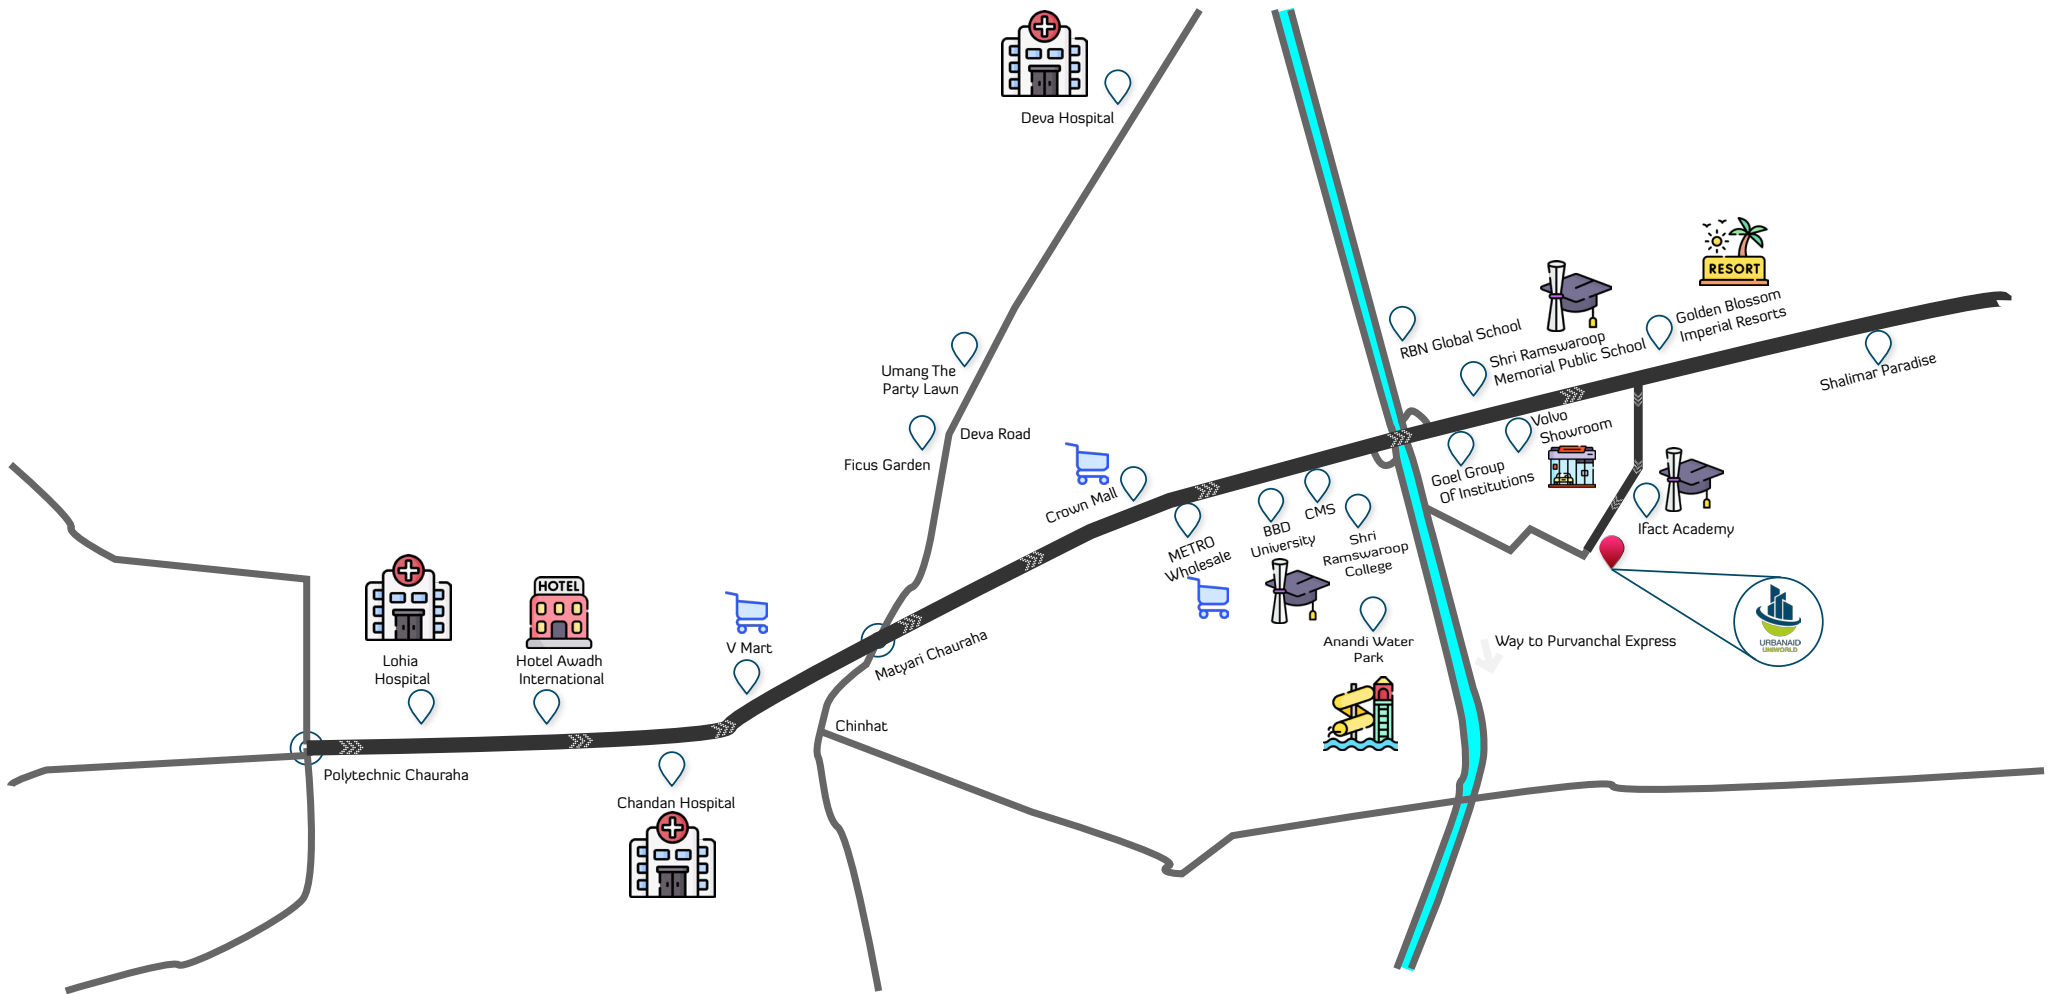 Deva Hospital
RESORT
Golden Blossom
Imperial Resorts
RBN Global School
Shri Ramswaroop
Memorial Public School
Shalimar Paradise
Umang The
Party Lawn
Deva Road
Ficus Garden
Volvo
Showroom
Goel Group
Of Institutions
Crown Mall
METRO
Wholesale
BBD
University
CMS
Shri
Ramswaroop
College
Ifact Academy
HOTEL
Lohia
Hospital
Hotel Awadh
International
V Mart
Matyari Chauraha
Anandi Water
Park
Way to Purvanchal Express
URBANAID
UNIWORLD
Chinhat
Polytechnic Chauraha
Chandan Hospital